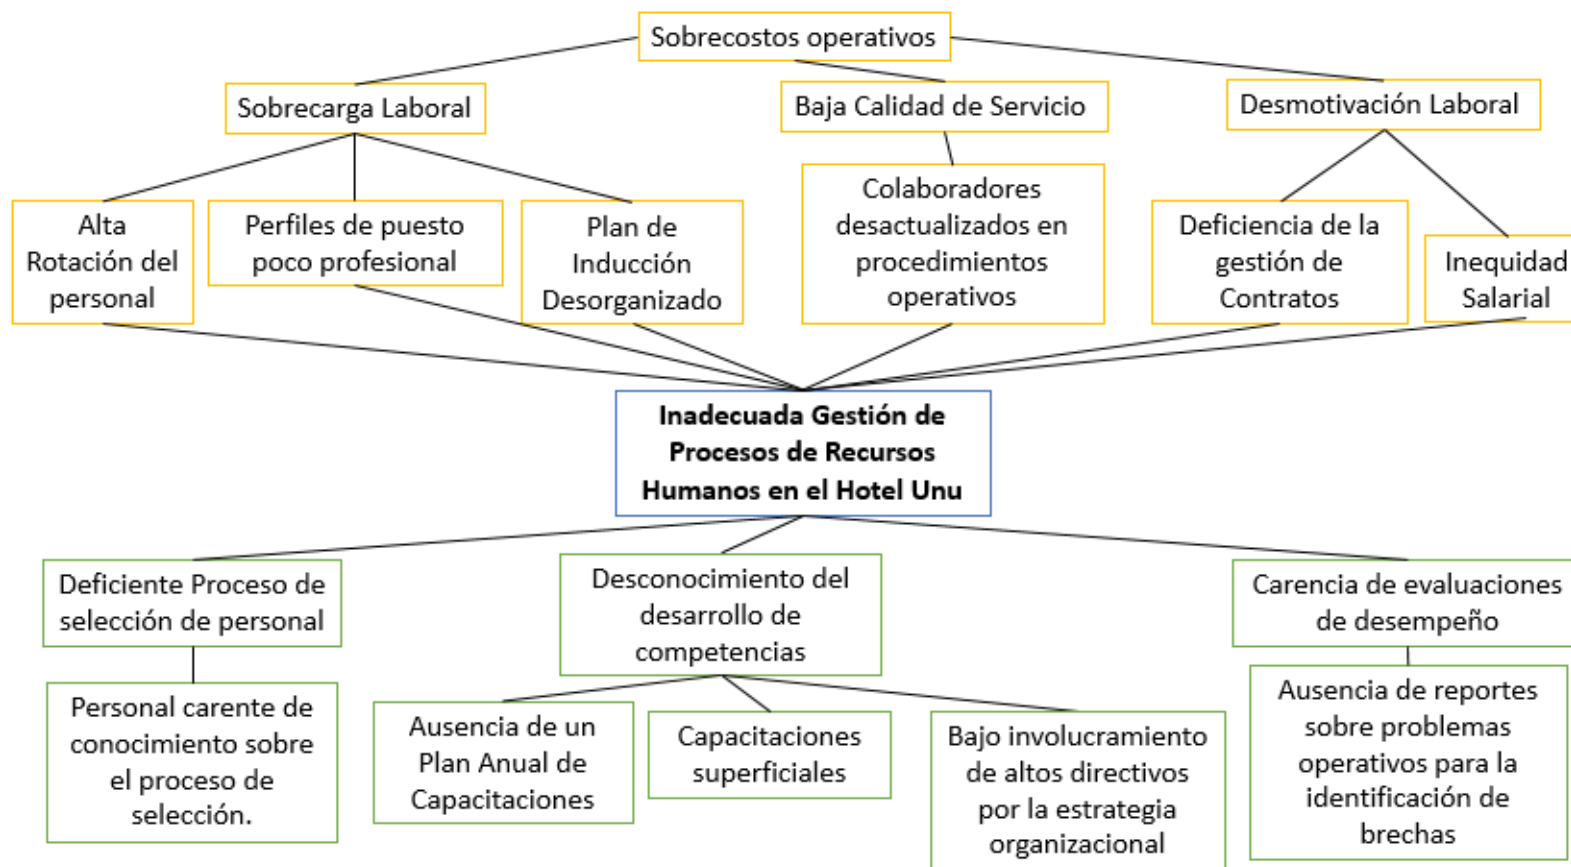 Sobrecostos operativos
Sobrecarga Laboral
Baja Calidad de Servicio
Desmotivación Laboral
Alta
Rotación del
personal
Perfiles de puesto
poco profesional
Plan de
Inducción
Desorganizado
Colaboradores
desactualizados en
procedimientos
operativos
Deficiencia de la
gestión de
Contratos
Inequidad
Salarial
Inadecuada Gestión de
Procesos de Recursos
Humanos en el Hotel Unu
Deficiente Proceso de
selección de personal
Desconocimiento del
desarrollo de
competencias
Carencia de evaluaciones
de desempeño
Personal carente de
conocimiento sobre
el proceso de
selección.
Ausencia de un
Plan Anual de
Capacitaciones
Capacitaciones
superficiales
Bajo involucramiento
de altos directivos
por la estrategia
organizacional
Ausencia de reportes
sobre problemas
operativos para la
identificación de
brechas